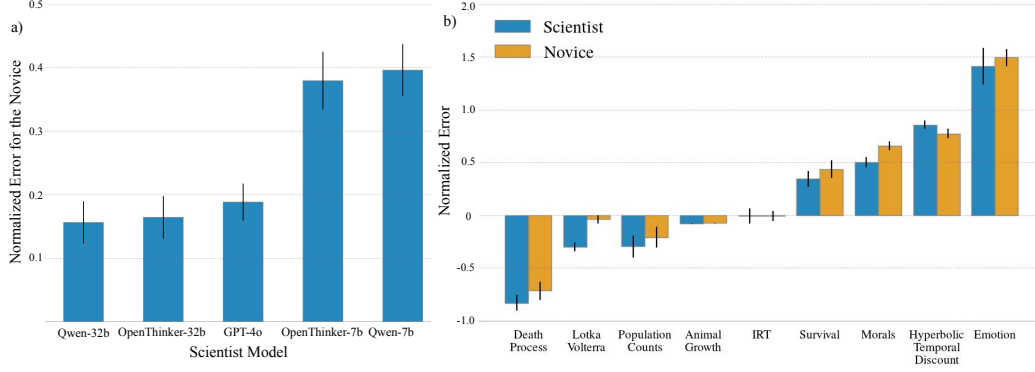 a)
0.5
0.4
0.3
0.2
0.1
Normalized Error for the Novice
Qwen-32b OpenThinker-32b GPT-4o OpenThinker-7b Qwen-7b
Scientist Model
b)
Scientist
Novice
2.0
1.5
1.0
0.5
0
-0.5
-1.0
Normalized Error
Death Process
Lotka Volterra
Population Counts
Animal Growth
IRT
Survival
Morals
Hyperbolic Temporal Discount
Emotion